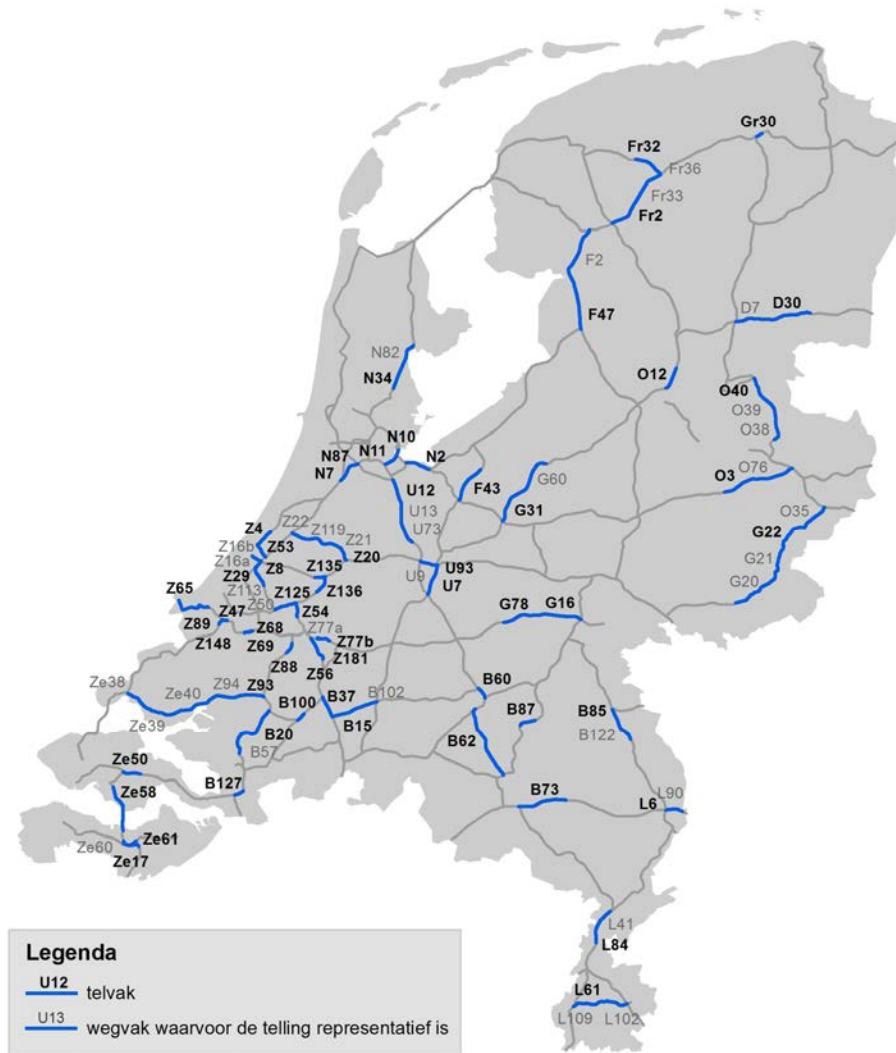 Gr30
Fr32
Fr36
Fr33
Fr2
F2
D7
D30
F47
N82
O12
N34
O40
O39
O38
N10
N87
N11
N2
N7
O3
O76
G60
U12
F43
U13
G31
O35
Z22
U73
G22
Z4
Z119
Z16b
Z53
Z21
G21
Z16a
Z8
Z20
Z135
U93
Z29
U9
G20
Z65
Z113
Z125
Z136
U7
Z50
G78
G16
Z47
Z54
Z89
Z68
Z77a
Z77b
Z148
Z69
Z181
Z88
Z56
Ze38
Z94
Z93
B60
Ze40
B37
B102
B100
B87
B85
Ze39
B20
B15
B62
B122
B57
Ze50
B127
Ze58
B73
L90
L6
Ze61
Ze60
Ze17
L41
L84
Legenda
U12
telvak
L61
U13
wegvak waarvoor de telling representatief is
L109
L102